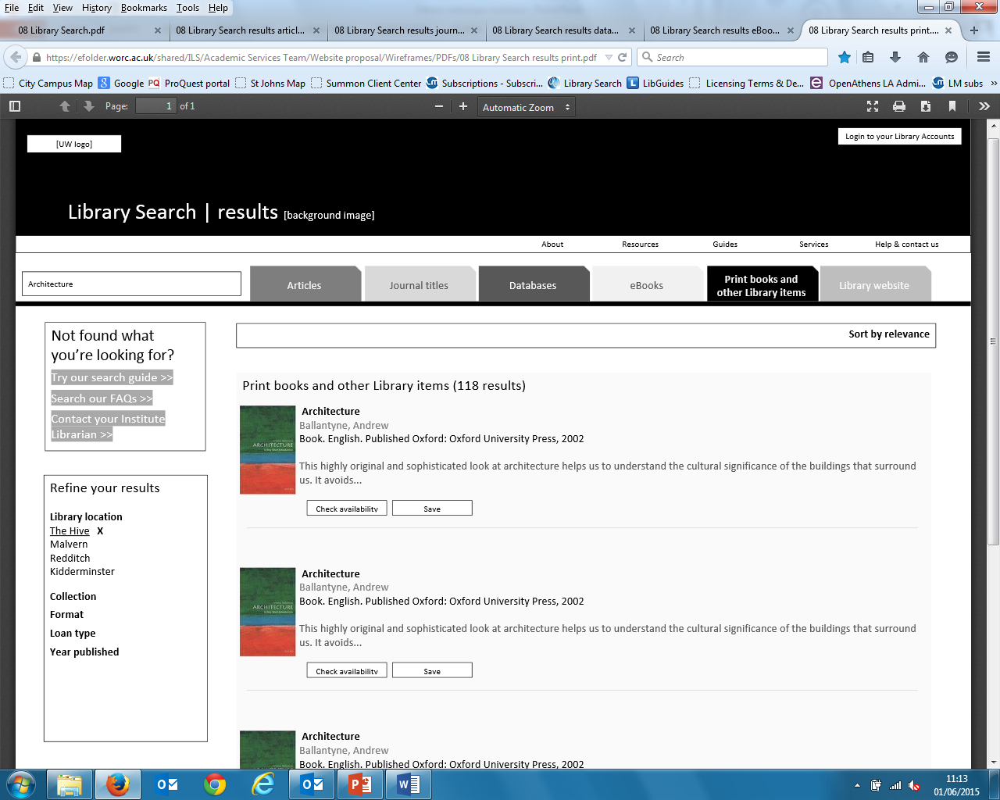 File Edit View History Bookmarks Tools Help
08 Library Search.pdf × 08 Library Search results articl... × 08 Library Search results journ... × 08 Library Search results data... × 08 Library Search results eBoo... × 08 Library Search results print.... ×
https://efolder.worc.ac.uk/shared/ILS/Academic Services Team/Website proposal/Wireframes/PDFs/08 Library Search results print.pdf Search
City Campus Map Google ProQuest portal St Johns Map Summon Client Center Subscriptions - Subscri... Library Search LibGuides Licensing Terms & De... OpenAthens LA Admi... LM subs »
Page: 1 of 1 Automatic Zoom
[UW logo] Login to your Library Accounts
Library Search | results [background image]
About Resources Guides Services Help & contact us
Architecture Articles Journal titles Databases eBooks Print books and other Library items Library website
Not found what
you're looking for?
Try our search guide >>
Search our FAQs >>
Contact your Institute
Librarian >>
Refine your results
Library location
The Hive X
Malvern
Redditch
Kidderminster
Collection
Format
Loan type
Year published
Sort by relevance
Print books and other Library items (118 results)
ARCHITECTURE
Architecture
Ballantyne, Andrew
Book. English. Published Oxford: Oxford University Press, 2002
This highly original and sophisticated look at architecture helps us to understand the cultural significance of the buildings that surround
us. It avoids...
Check availability Save
ARCHITECTURE
Architecture
Ballantyne, Andrew
Book. English. Published Oxford: Oxford University Press, 2002
This highly original and sophisticated look at architecture helps us to understand the cultural significance of the buildings that surround
us. It avoids...
Check availability Save
Architecture
Ballantyne, Andrew
Book. English. Published Oxford: Oxford University Press, 2002
11:13
01/06/2015